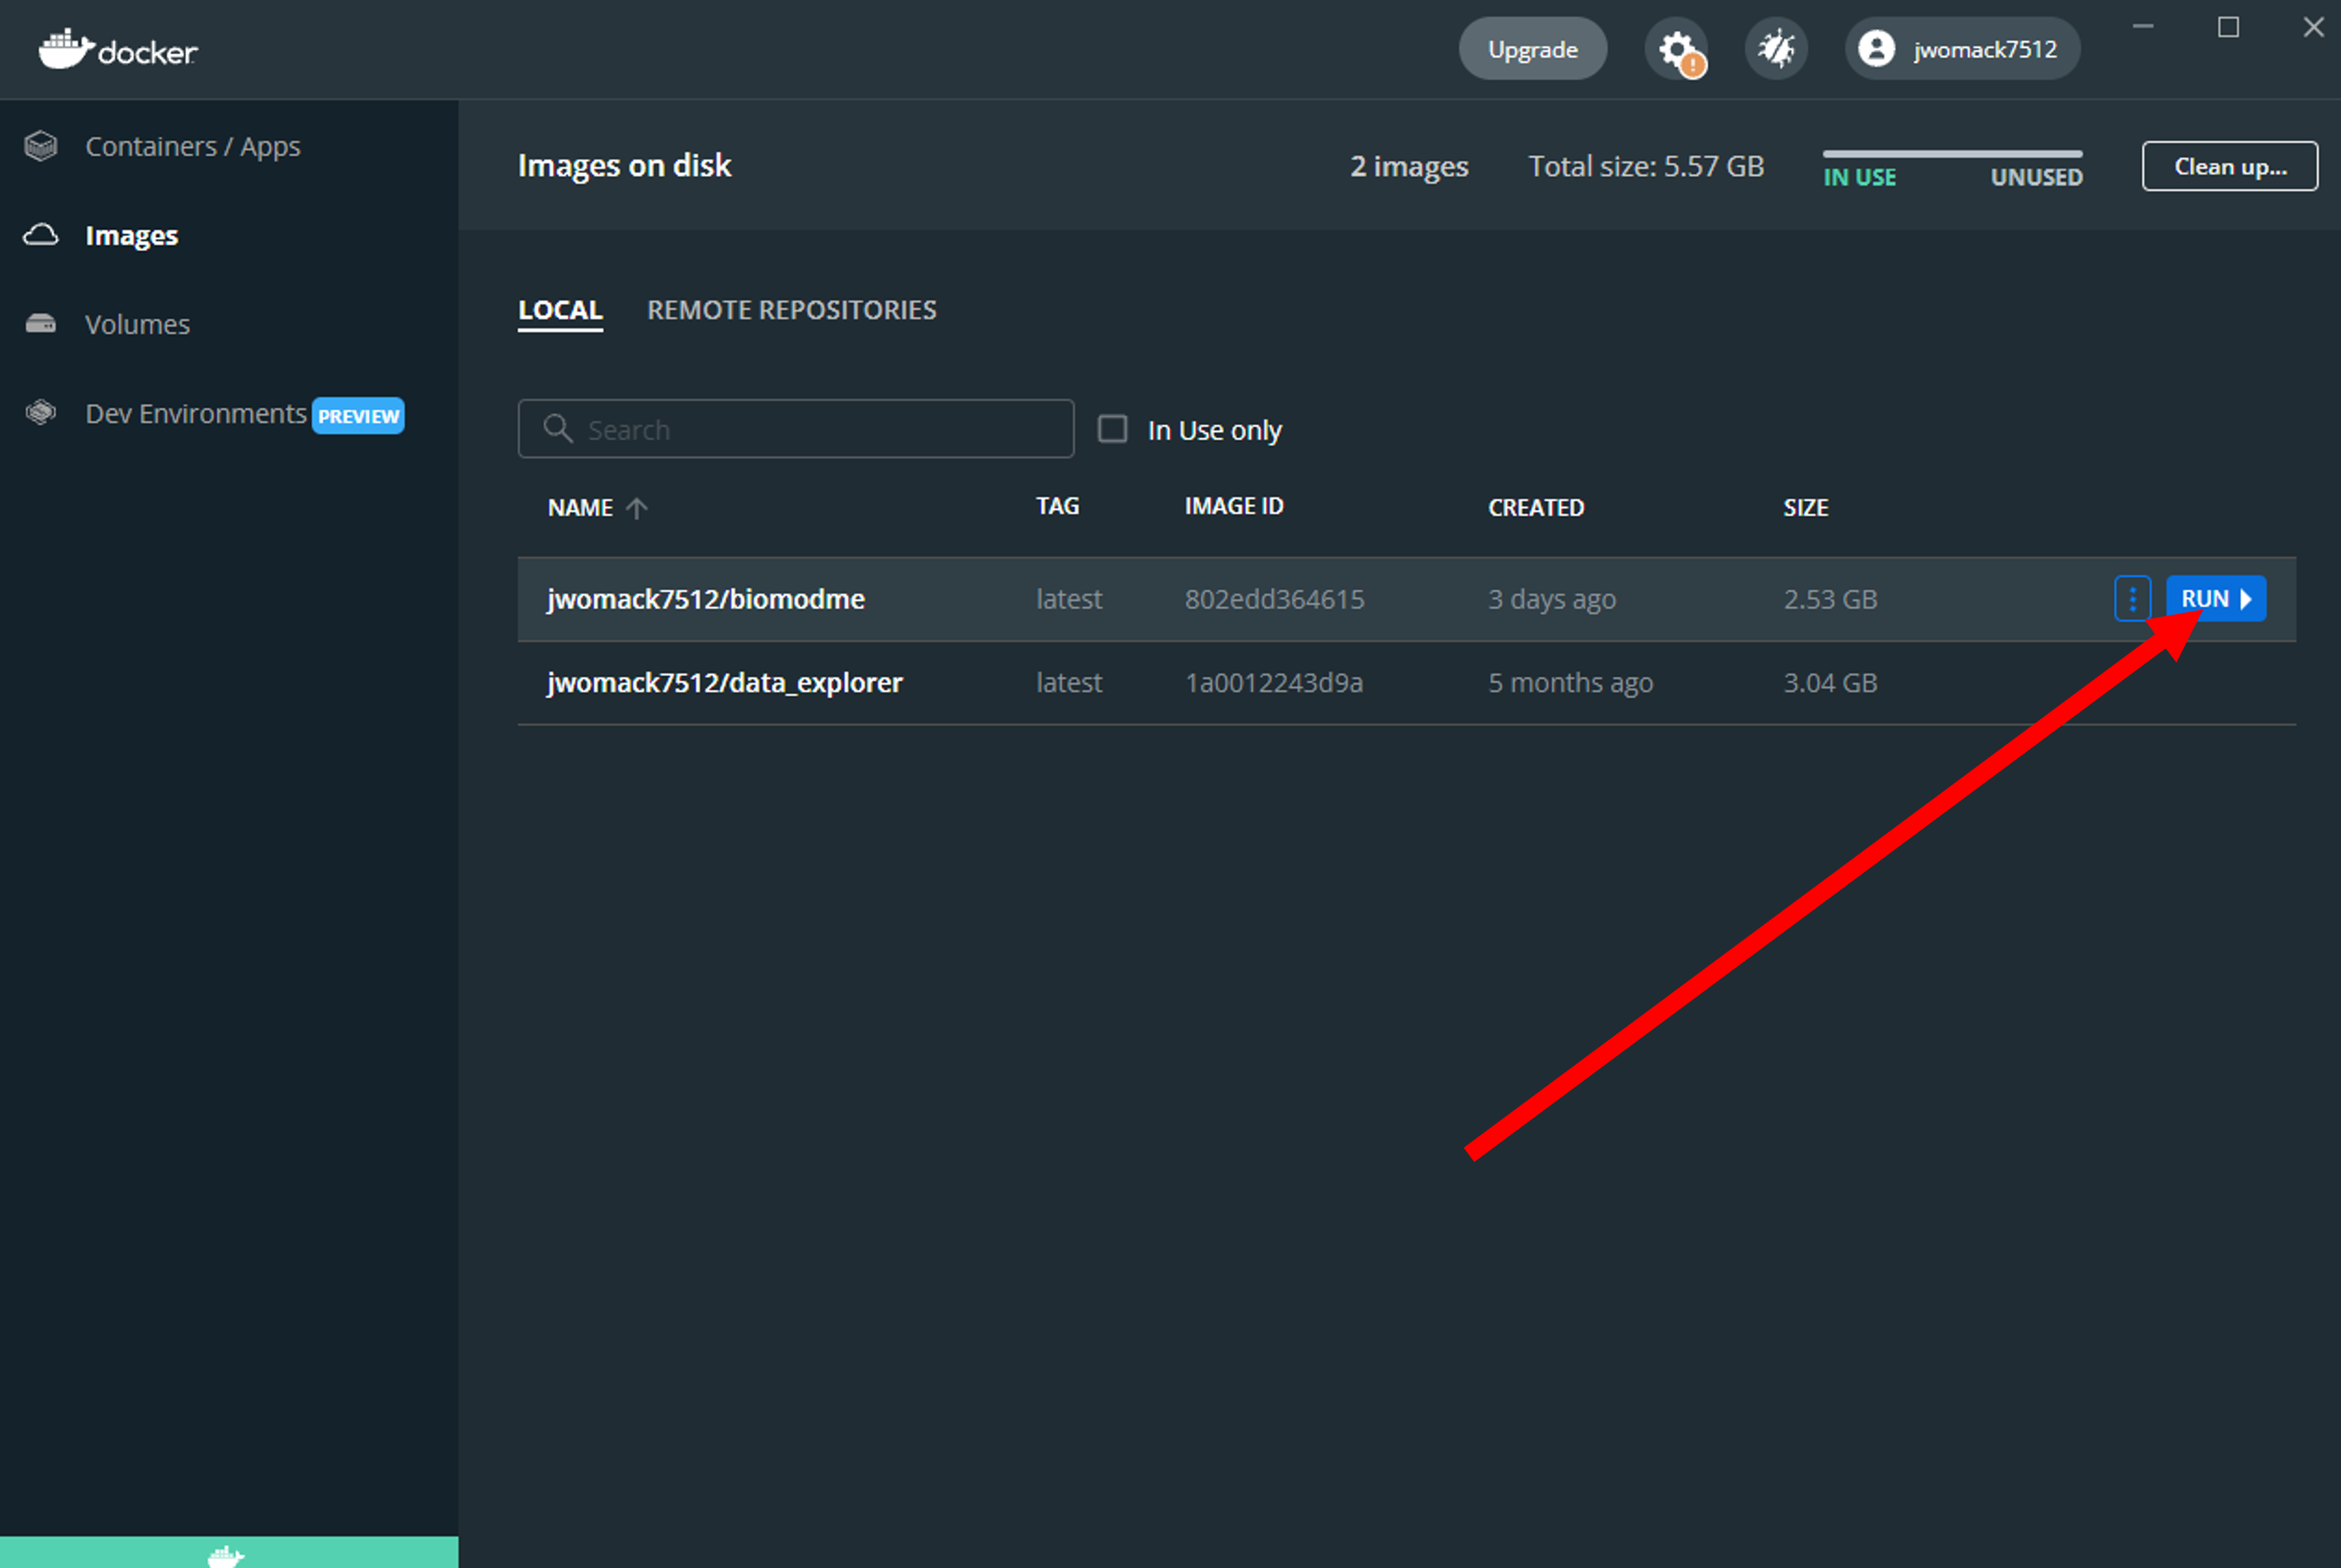 docker
Upgrade
jwomack7512
Containers / Apps
Images
Volumes
Dev Environments PREVIEW
Images on disk
2 images
Total size: 5.57 GB
IN USE UNUSED
Clean up...
LOCAL REMOTE REPOSITORIES
Search
In Use only
NAME TAG IMAGE ID CREATED SIZE
jwomack7512/biomodme latest 802edd364615 3 days ago 2.53 GB RUN
jwomack7512/data_explorer latest 1a0012243d9a 5 months ago 3.04 GB